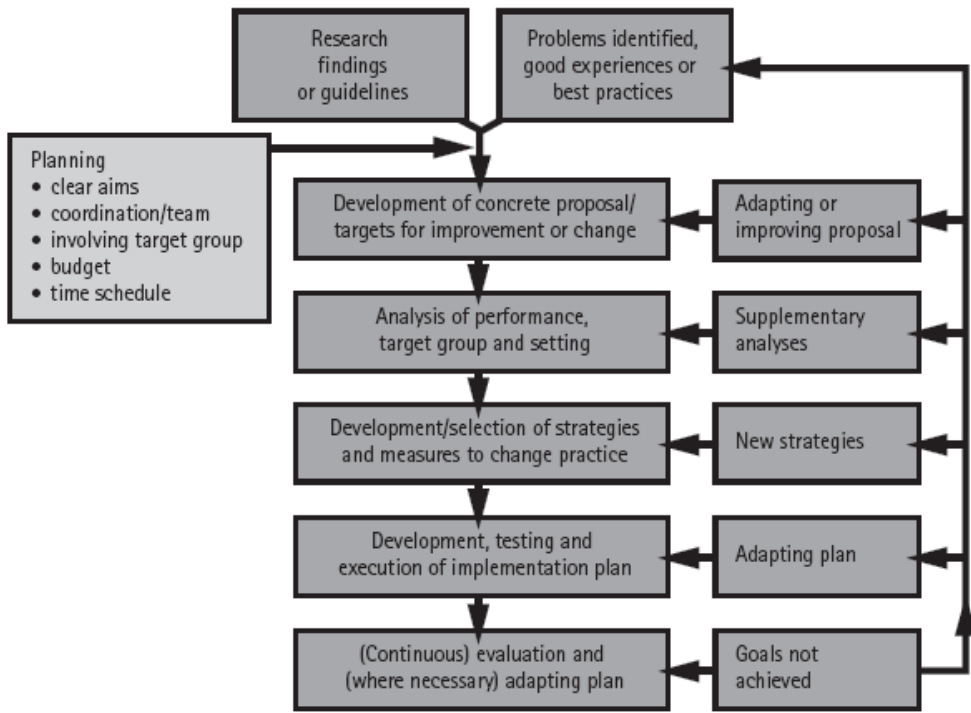 Research
findings
or guidelines
Problems identified,
good experiences or
best practices
Planning
• clear aims
• coordination/team
• involving target group
• budget
• time schedule
Development of concrete proposal/
targets for improvement or change
Adapting or
improving proposal
Analysis of performance,
target group and setting
Supplementary
analyses
Development/selection of strategies
and measures to change practice
New strategies
Development, testing and
execution of implementation plan
Adapting plan
(Continuous) evaluation and
(where necessary) adapting plan
Goals not
achieved